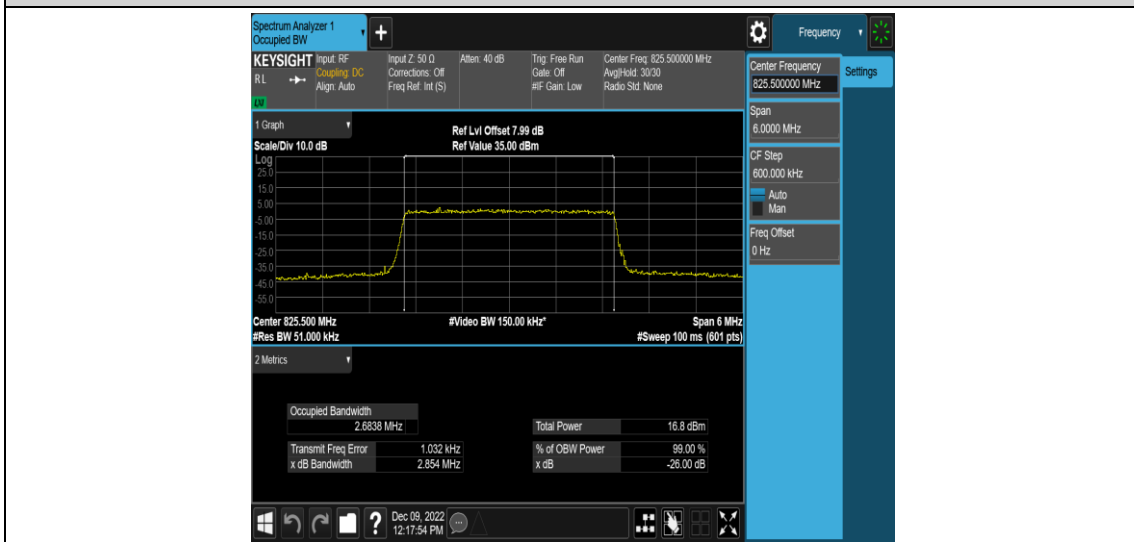 Spectrum Analyzer 1
Occupied BW
+
Frequency
KEYSIGHT
RL
Input: RF
Coupling: DC
Align: Auto
Input Z: 50 Ω
Corrections: Off
Freq Ref: Int (S)
Atten: 40 dB
Trig: Free Run
Gate: Off
#IF Gain: Low
Center Freq: 825.500000 MHz
Avg|Hold: 30/30
Radio Std: None
Center Frequency
825.500000 MHz
Settings
Span
6.0000 MHz
CF Step
600.000 kHz
Auto
Man
Freq Offset
0 Hz
1 Graph
Ref Lvl Offset 7.99 dB
Scale/Div 10.0 dB
Ref Value 35.00 dBm
Log
25.0
15.0
5.00
-5.00
-15.0
-25.0
-35.0
-45.0
-55.0
Center 825.500 MHz
#Video BW 150.00 kHz*
Span 6 MHz
#Res BW 51.000 kHz
#Sweep 100 ms (601 pts)
2 Metrics
Occupied Bandwidth
2.6838 MHz
Total Power 16.8 dBm
Transmit Freq Error 1.032 kHz
% of OBW Power 99.00 %
x dB Bandwidth 2.854 MHz
x dB -26.00 dB
?
Dec 09, 2022
12:17:54 PM